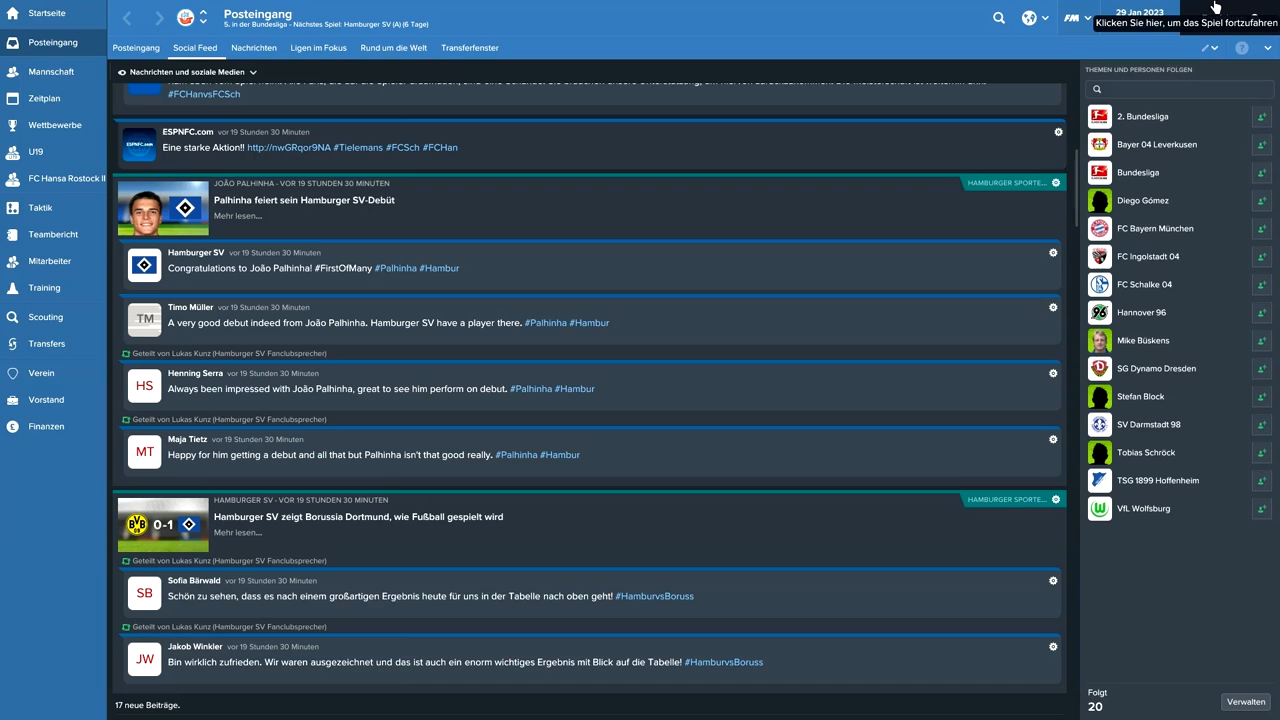 Startseite
Posteingang
Mannschaft
Zeitplan
Wettbewerbe
U19
FC Hansa Rostock II
Taktik
Teambericht
Mitarbeiter
Training
Scouting
Transfers
Verein
Vorstand
Finanzen
Posteingang
5. in der Bundesliga - Nächstes Spiel: Hamburger SV (A) (6 Tage)
FM
29 Jan 2023
Klicken Sie hier, um das Spiel fortzufahren
Posteingang Social Feed Nachrichten Ligen im Fokus Rund um die Welt Transferfenster
Nachrichten und soziale Medien
#FCHanvsFCSch
ESPNFC.com vor 19 Stunden 30 Minuten
Eine starke Aktion!! http://nwGRqor9NA #Tielemans #FCSch #FCHan
JOÃO PALHINHA - VOR 19 STUNDEN 30 MINUTEN
HAMBURGER SPORTE...
Palhinha feiert sein Hamburger SV-Debüt
Mehr lesen...
Hamburger SV vor 19 Stunden 30 Minuten
Congratulations to João Palhinha! #FirstOfMany #Palhinha #Hambur
TM
Timo Müller vor 19 Stunden 30 Minuten
A very good debut indeed from João Palhinha. Hamburger SV have a player there. #Palhinha #Hambur
Geteilt von Lukas Kunz (Hamburger SV Fanclubsprecher)
HS
Henning Serra vor 19 Stunden 30 Minuten
Always been impressed with João Palhinha, great to see him perform on debut. #Palhinha #Hambur
Geteilt von Lukas Kunz (Hamburger SV Fanclubsprecher)
MT
Maja Tietz vor 19 Stunden 30 Minuten
Happy for him getting a debut and all that but Palhinha isn't that good really. #Palhinha #Hambur
HAMBURGER SV - VOR 19 STUNDEN 30 MINUTEN
HAMBURGER SPORTE...
BVB 09 0-1
Hamburger SV zeigt Borussia Dortmund, wie Fußball gespielt wird
Mehr lesen...
Geteilt von Lukas Kunz (Hamburger SV Fanclubsprecher)
SB
Sofia Bärwald vor 19 Stunden 30 Minuten
Schön zu sehen, dass es nach einem großartigen Ergebnis heute für uns in der Tabelle nach oben geht! #HamburvsBoruss
Geteilt von Lukas Kunz (Hamburger SV Fanclubsprecher)
JW
Jakob Winkler vor 19 Stunden 30 Minuten
Bin wirklich zufrieden. Wir waren ausgezeichnet und das ist auch ein enorm wichtiges Ergebnis mit Blick auf die Tabelle! #HamburvsBoruss
17 neue Beiträge.
THEMEN UND PERSONEN FOLGEN
2. Bundesliga
Bayer 04 Leverkusen
Bundesliga
Diego Gómez
FC Bayern München
FC Ingolstadt 04
FC Schalke 04
Hannover 96
Mike Büskens
SG Dynamo Dresden
Stefan Block
SV Darmstadt 98
Tobias Schröck
TSG 1899 Hoffenheim
VfL Wolfsburg
Folgt
20
Verwalten